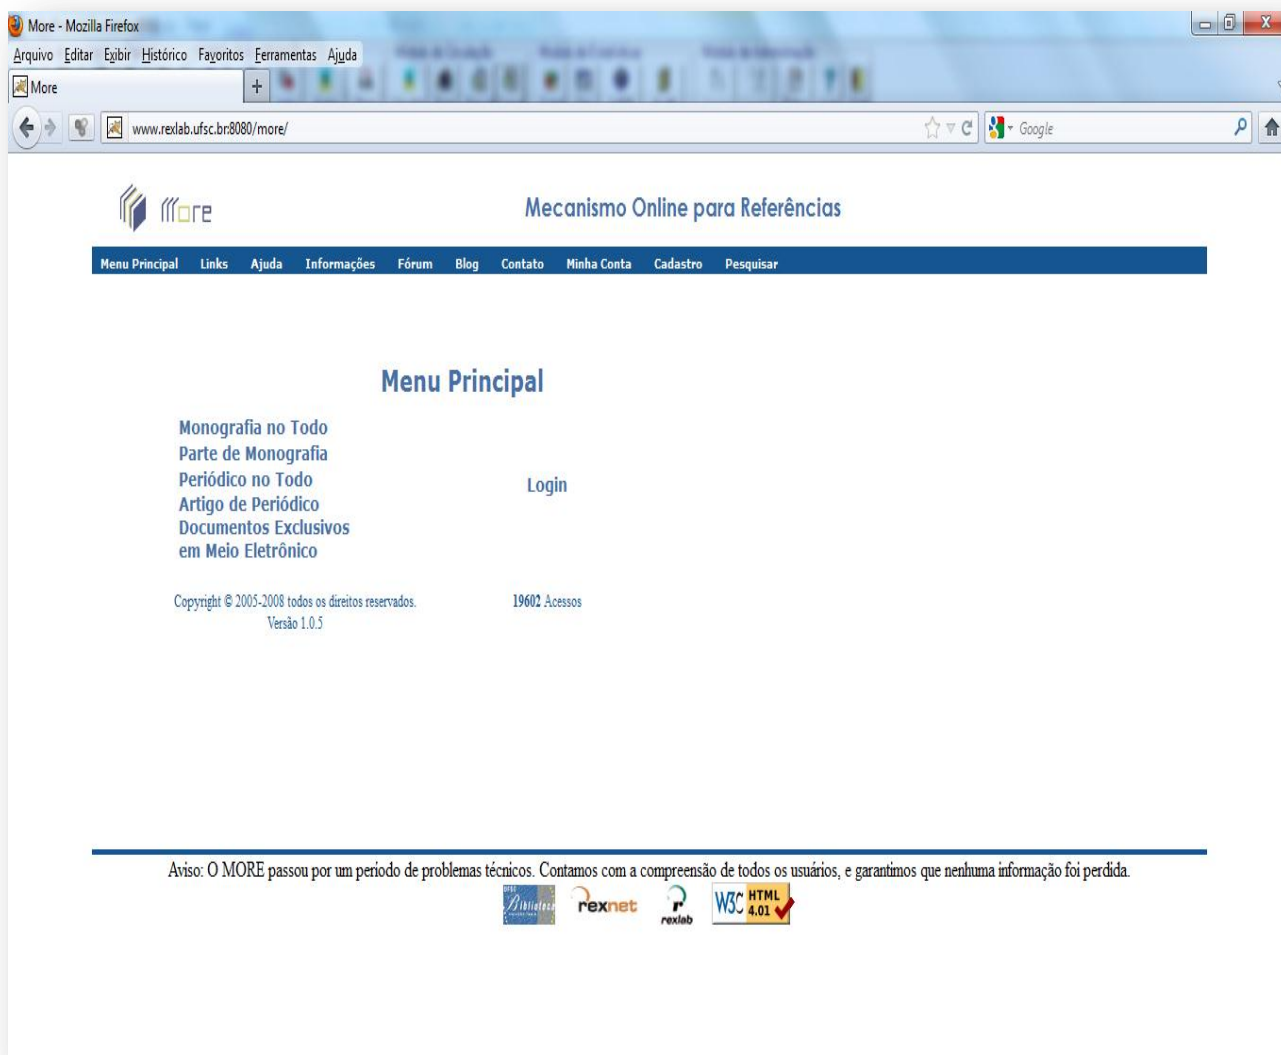 More - Mozilla Firefox
Arquivo Editar Exibir Histórico Favoritos Ferramentas Ajuda
More
www.rexlab.ufsc.br:8080/more/
Google
More
Mecanismo Online para Referências
Menu Principal Links Ajuda Informações Fórum Blog Contato Minha Conta Cadastro Pesquisar
Menu Principal
Monografia no Todo
Parte de Monografia
Periódico no Todo
Login
Artigo de Periódico
Documentos Exclusivos
em Meio Eletrônico
Copyright © 2005-2008 todos os direitos reservados.
19602 Acessos
Versão 1.0.5
Aviso: O MORE passou por um período de problemas técnicos. Contamos com a compreensão de todos os usuários, e garantimos que nenhuma informação foi perdida.
Biblioteca
rexnet
rexlab
W3C HTML 4.01